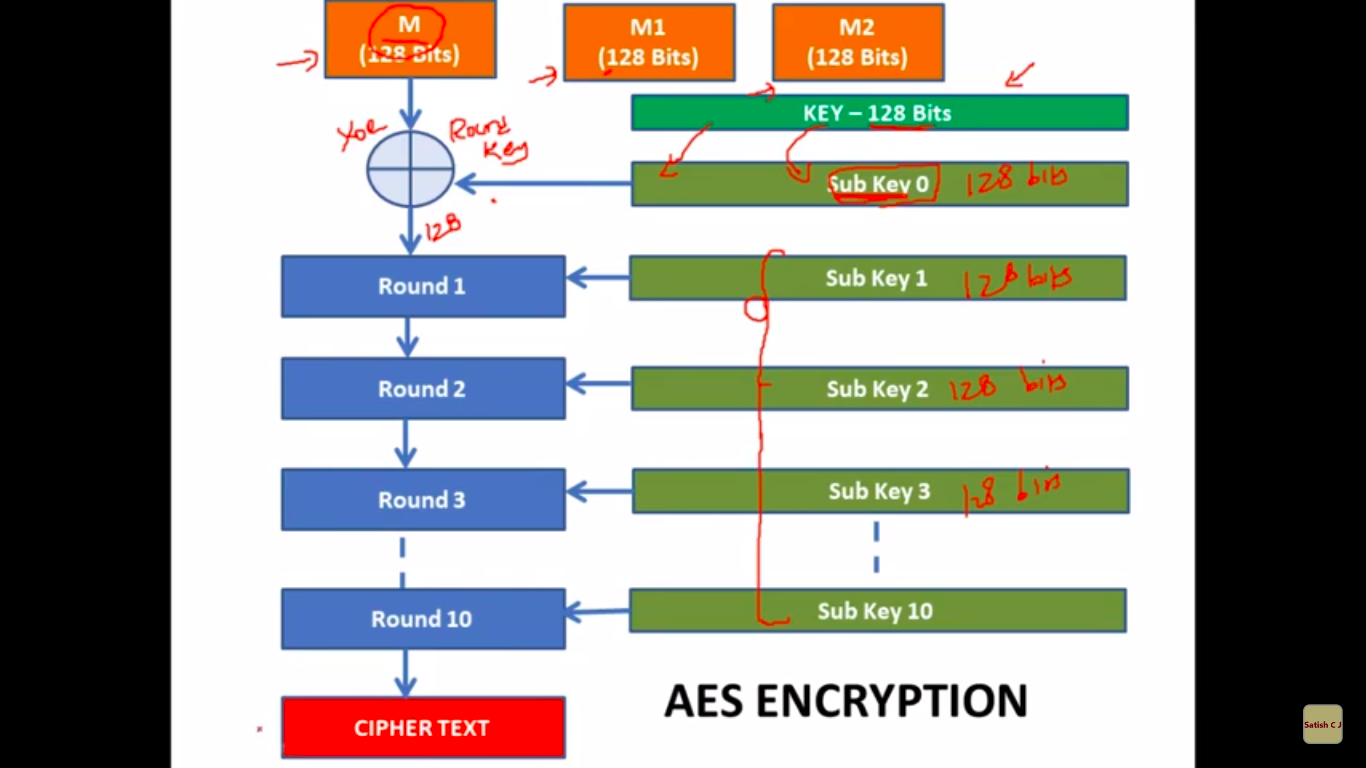 M
(128 Bits)
M1
(128 Bits)
M2
(128 Bits)
KEY – 128 Bits
Xor
Round
Key
Sub Key 0
128 bits
128
Round 1
Sub Key 1
128 bits
Round 2
Sub Key 2
128 bits
Round 3
Sub Key 3
128 bits
Round 10
Sub Key 10
CIPHER TEXT
AES ENCRYPTION
Satish C J